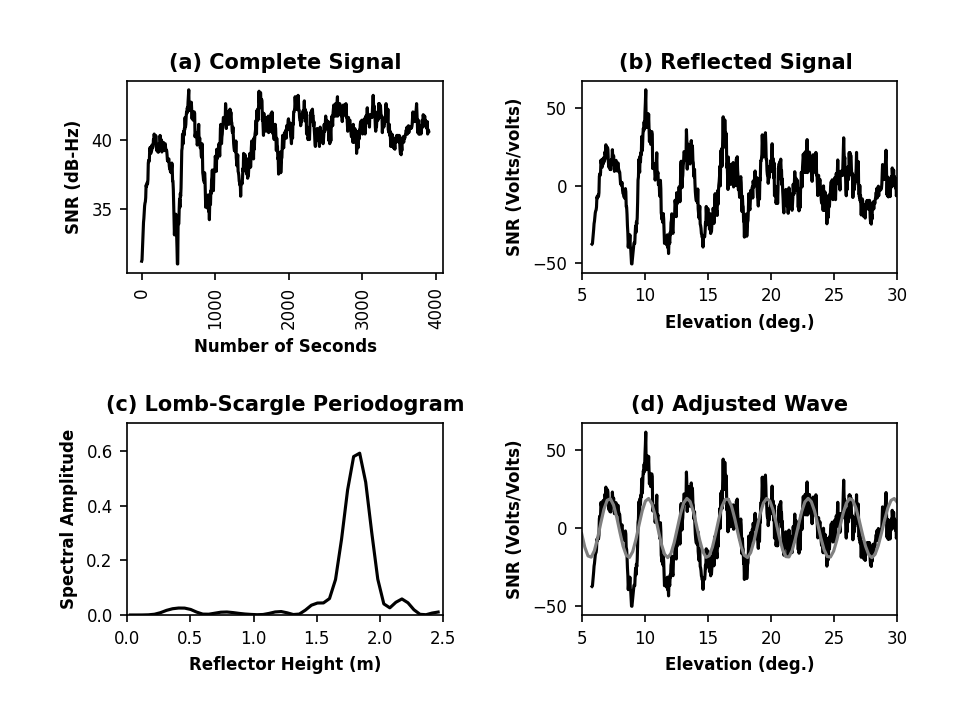 (a) Complete Signal
SNR (dB-Hz)
40
35
0
1000
2000
3000
4000
Number of Seconds
(b) Reflected Signal
SNR (Volts/volts)
50
0
−50
5
10
15
20
25
30
Elevation (deg.)
(c) Lomb-Scargle Periodogram
Spectral Amplitude
0.6
0.4
0.2
0.0
0.0
0.5
1.0
1.5
2.0
2.5
Reflector Height (m)
(d) Adjusted Wave
SNR (Volts/Volts)
50
0
−50
5
10
15
20
25
30
Elevation (deg.)